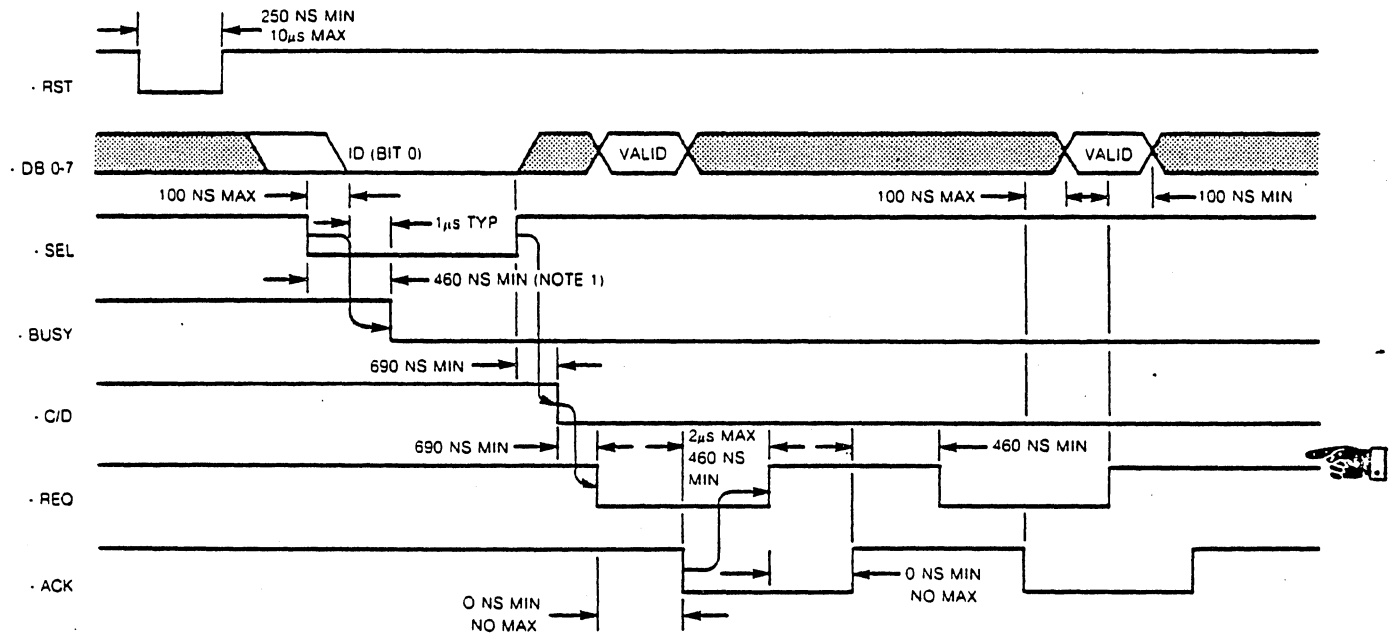 250 NS MIN
10µs MAX
- RST
- DB 0-7
ID (BIT 0)
VALID
VALID
100 NS MAX
100 NS MAX
100 NS MIN
1µs TYP
- SEL
460 NS MIN (NOTE 1)
- BUSY
690 NS MIN
- C/D
690 NS MIN
2µs MAX
460 NS
MIN
460 NS MIN
- REQ
- ACK
0 NS MIN
NO MAX
0 NS MIN
NO MAX